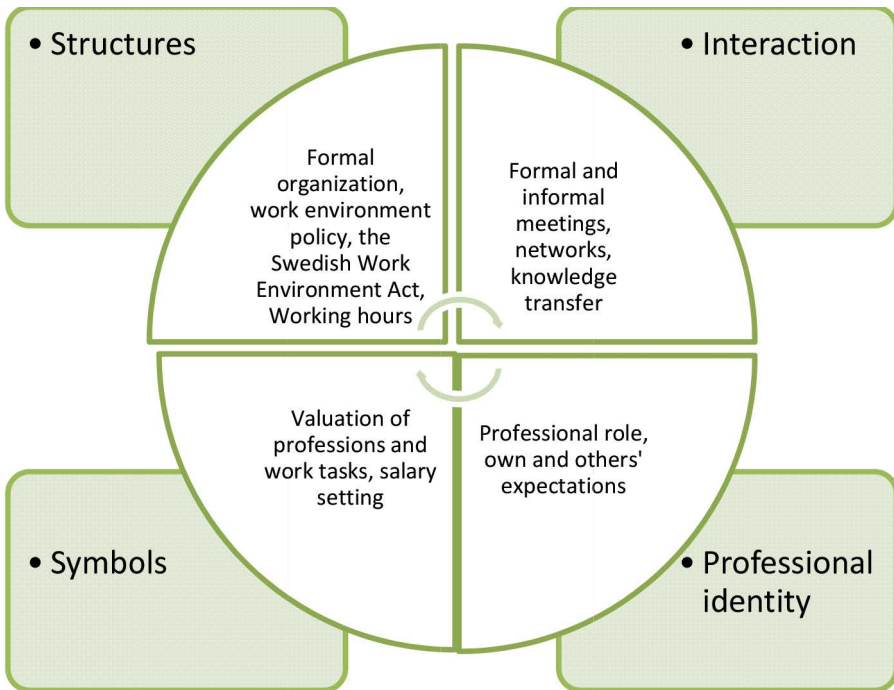 • Structures
• Interaction
Formal
organization,
work environment
policy, the
Swedish Work
Environment Act,
Working hours
Formal and
informal
meetings,
networks,
knowledge
transfer
Valuation of
professions and
work tasks, salary
setting
Professional role,
own and others'
expectations
• Symbols
• Professional
identity